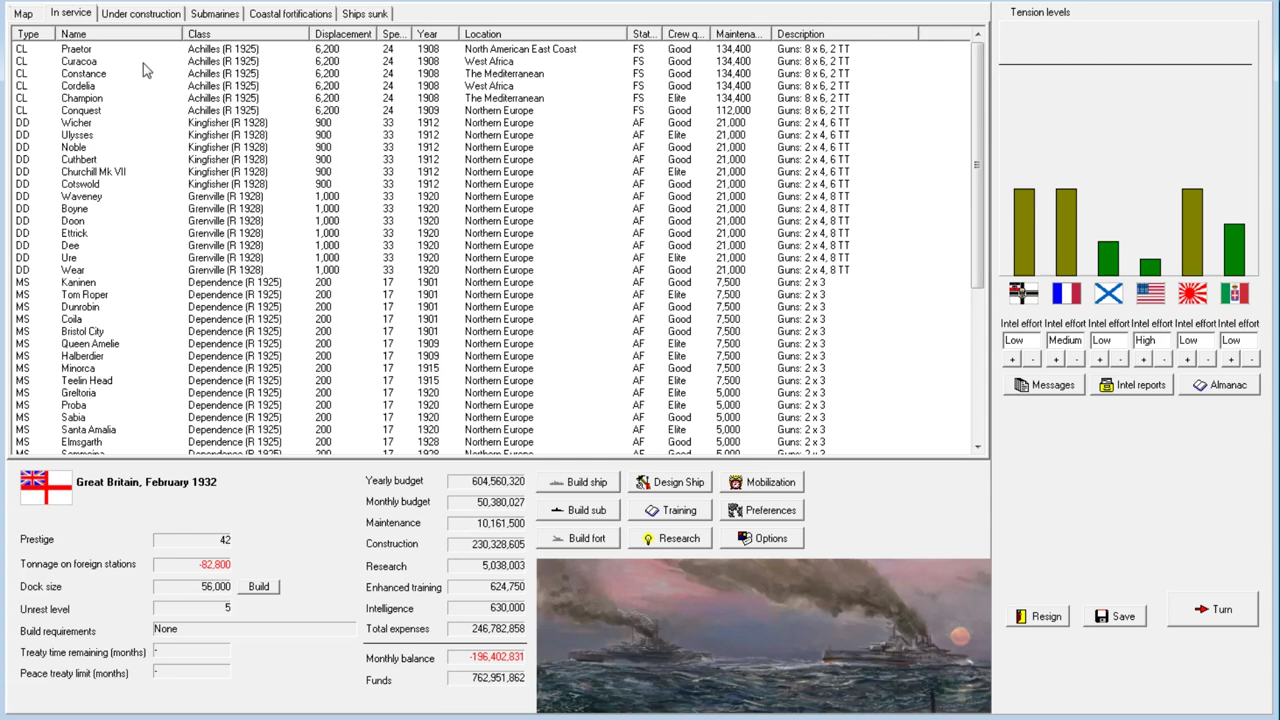 Map In service Under construction Submarines Coastal fortifications Ships sunk
Type Name Class Displacement Spe... Year Location Stat... Crew q... Maintena... Description
CL Praetor Achilles (R 1925) 6,200 24 1908 North American East Coast FS Good 134,400 Guns: 8 x 6, 2 TT
CL Curacoa Achilles (R 1925) 6,200 24 1908 West Africa FS Good 134,400 Guns: 8 x 6, 2 TT
CL Constance Achilles (R 1925) 6,200 24 1908 The Mediterranean FS Good 134,400 Guns: 8 x 6, 2 TT
CL Cordelia Achilles (R 1925) 6,200 24 1908 West Africa FS Good 134,400 Guns: 8 x 6, 2 TT
CL Champion Achilles (R 1925) 6,200 24 1908 The Mediterranean FS Elite 134,400 Guns: 8 x 6, 2 TT
CL Conquest Achilles (R 1925) 6,200 24 1909 Northern Europe FS Good 112,000 Guns: 8 x 6, 2 TT
DD Wicher Kingfisher (R 1928) 900 33 1912 Northern Europe AF Good 21,000 Guns: 2 x 4, 6 TT
DD Ulysses Kingfisher (R 1928) 900 33 1912 Northern Europe AF Elite 21,000 Guns: 2 x 4, 6 TT
DD Noble Kingfisher (R 1928) 900 33 1912 Northern Europe AF Good 21,000 Guns: 2 x 4, 6 TT
DD Cuthbert Kingfisher (R 1928) 900 33 1912 Northern Europe AF Elite 21,000 Guns: 2 x 4, 6 TT
DD Churchill Mk VII Kingfisher (R 1928) 900 33 1912 Northern Europe AF Elite 21,000 Guns: 2 x 4, 6 TT
DD Cotswold Kingfisher (R 1928) 900 33 1912 Northern Europe AF Good 21,000 Guns: 2 x 4, 6 TT
DD Waveney Grenville (R 1928) 1,000 33 1920 Northern Europe AF Good 21,000 Guns: 2 x 4, 8 TT
DD Boyne Grenville (R 1928) 1,000 33 1920 Northern Europe AF Good 21,000 Guns: 2 x 4, 8 TT
DD Doon Grenville (R 1928) 1,000 33 1920 Northern Europe AF Good 21,000 Guns: 2 x 4, 8 TT
DD Ettrick Grenville (R 1928) 1,000 33 1920 Northern Europe AF Good 21,000 Guns: 2 x 4, 8 TT
DD Dee Grenville (R 1928) 1,000 33 1920 Northern Europe AF Good 21,000 Guns: 2 x 4, 8 TT
DD Ure Grenville (R 1928) 1,000 33 1920 Northern Europe AF Good 21,000 Guns: 2 x 4, 8 TT
DD Wear Grenville (R 1928) 1,000 33 1920 Northern Europe AF Good 21,000 Guns: 2 x 4, 8 TT
MS Kaninen Dependence (R 1925) 200 17 1901 Northern Europe AF Good 7,500 Guns: 2 x 3
MS Tom Roper Dependence (R 1925) 200 17 1901 Northern Europe AF Elite 7,500 Guns: 2 x 3
MS Dunrobin Dependence (R 1925) 200 17 1901 Northern Europe AF Good 7,500 Guns: 2 x 3
MS Coila Dependence (R 1925) 200 17 1901 Northern Europe AF Good 7,500 Guns: 2 x 3
MS Bristol City Dependence (R 1925) 200 17 1901 Northern Europe AF Good 7,500 Guns: 2 x 3
MS Queen Amelie Dependence (R 1925) 200 17 1909 Northern Europe AF Elite 7,500 Guns: 2 x 3
MS Halberdier Dependence (R 1925) 200 17 1909 Northern Europe AF Elite 7,500 Guns: 2 x 3
MS Minorca Dependence (R 1925) 200 17 1915 Northern Europe AF Good 7,500 Guns: 2 x 3
MS Teelin Head Dependence (R 1925) 200 17 1915 Northern Europe AF Elite 7,500 Guns: 2 x 3
MS Greltoria Dependence (R 1925) 200 17 1920 Northern Europe AF Elite 5,000 Guns: 2 x 3
MS Proba Dependence (R 1925) 200 17 1920 Northern Europe AF Elite 5,000 Guns: 2 x 3
MS Sabia Dependence (R 1925) 200 17 1920 Northern Europe AF Good 5,000 Guns: 2 x 3
MS Santa Amalia Dependence (R 1925) 200 17 1920 Northern Europe AF Elite 5,000 Guns: 2 x 3
MS Elmsgarth Dependence (R 1925) 200 17 1928 Northern Europe AF Good 5,000 Guns: 2 x 3
Tension levels
Intel effort Intel effort Intel effort Intel effort Intel effort Intel effort
Low Medium Low High Low Low
+ - + - + - + - + - + -
Messages Intel reports Almanac
Great Britain, February 1932
Prestige 42
Tonnage on foreign stations -82,800
Dock size 56,000 Build
Unrest level 5
Build requirements None
Treaty time remaining (months) -
Peace treaty limit (months) -
Yearly budget 604,560,320
Monthly budget 50,380,027
Maintenance 10,161,500
Construction 230,328,605
Research 5,038,003
Enhanced training 624,750
Intelligence 630,000
Total expenses 246,782,858
Monthly balance -196,402,831
Funds 762,951,862
Build ship Design Ship Mobilization
Build sub Training Preferences
Build fort Research Options
Resign Save Turn